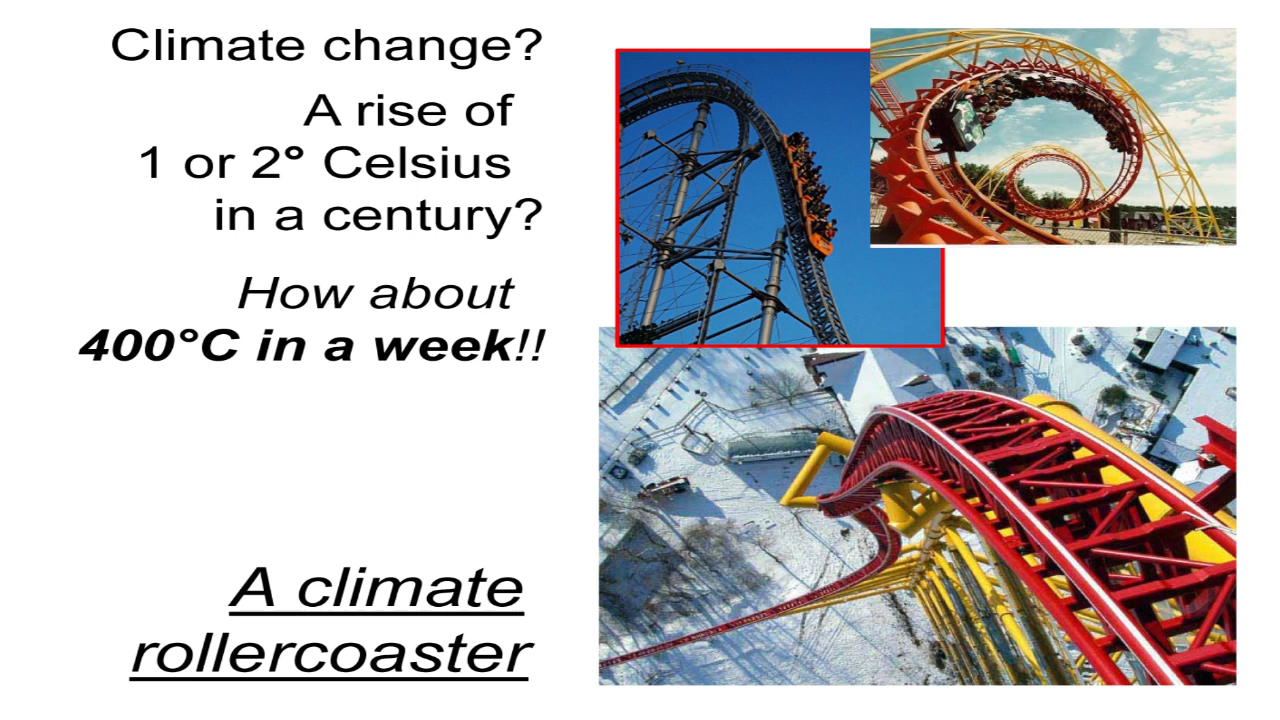 Climate change?
A rise of
1 or 2° Celsius
in a century?
How about
400°C in a week!!
A climate
rollercoaster